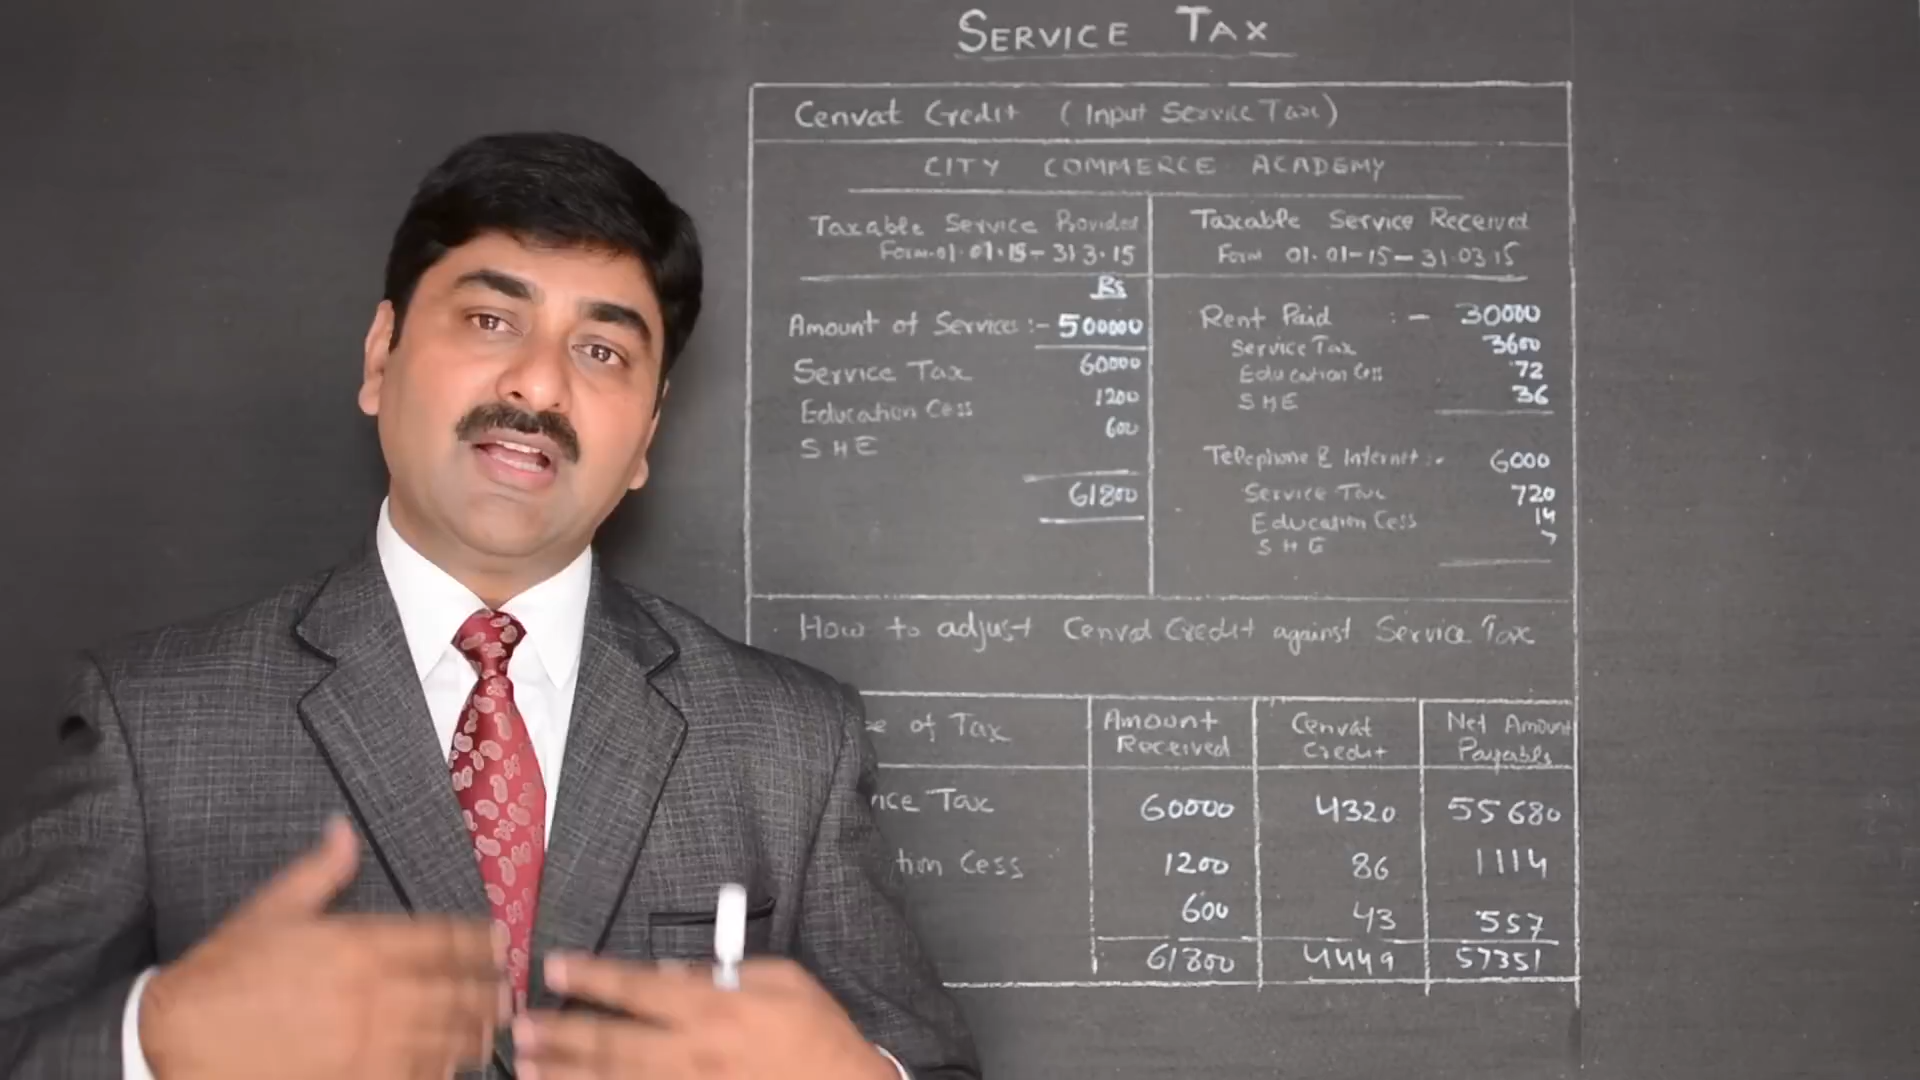 SERVICE TAX
Cenvat Credit (Input Service Tax)
CITY COMMERCE ACADEMY
Taxable Service Provided
Form-01.01.15-31.3.15
Rs
Amount of Services :- 500000
Service Tax 60000
Education Cess 1200
SHE 600
61800
Taxable Service Received
Form 01.01-15-31.03.15
Rent Paid :- 30000
Service Tax 3600
Education Cess 72
SHE 36
Telephone & Internet :- 6000
Service Tax 720
Education Cess 14
SHE 7
How to adjust Cenvat Credit against Service Tax
of Tax Amount Received Cenvat Credit Net Amount Payable
Tax 60000 4320 55680
Cess 1200 86 1114
600 43 557
61800 4449 57351